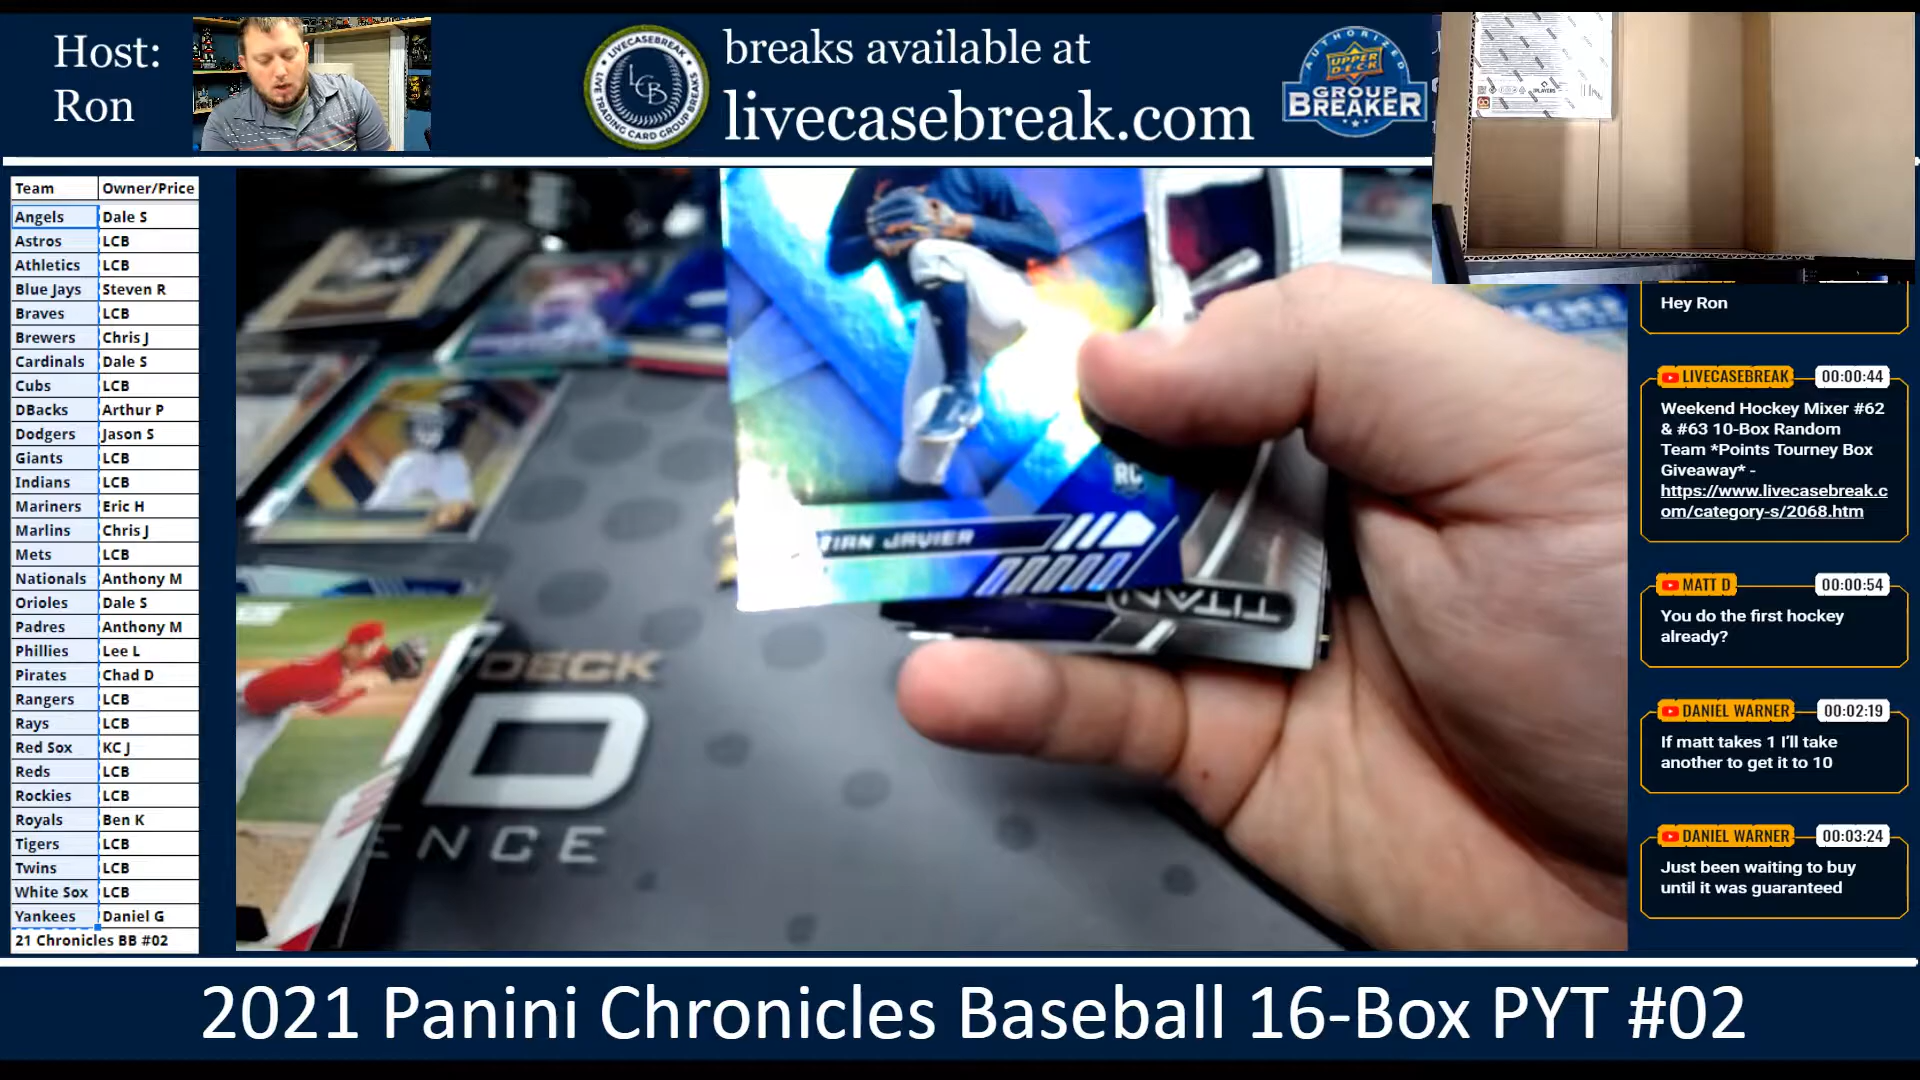 Host:
Ron
LIVECASEBREAK
LCB
LIVE TRADING CARD GROUP BREAKS
breaks available at
livecasebreak.com
AUTHORIZED
UPPER DECK
GROUP
BREAKER
Team Owner/Price
Angels Dale S
Astros LCB
Athletics LCB
Blue Jays Steven R
Braves LCB
Brewers Chris J
Cardinals Dale S
Cubs LCB
DBacks Arthur P
Dodgers Jason S
Giants LCB
Indians LCB
Mariners Eric H
Marlins Chris J
Mets LCB
Nationals Anthony M
Orioles Dale S
Padres Anthony M
Phillies Lee L
Pirates Chad D
Rangers LCB
Rays LCB
Red Sox KC J
Reds LCB
Rockies LCB
Royals Ben K
Tigers LCB
Twins LCB
White Sox LCB
Yankees Daniel G
21 Chronicles BB #02
RC
TIAN JAVIER
TITAN
DECK
D
ENCE
Hey Ron
LIVECASEBREAK 00:00:44
Weekend Hockey Mixer #62
& #63 10-Box Random
Team *Points Tourney Box
Giveaway* -
https://www.livecasebreak.c
om/category-s/2068.htm
MATT D 00:00:54
You do the first hockey
already?
DANIEL WARNER 00:02:19
If matt takes 1 I'll take
another to get it to 10
DANIEL WARNER 00:03:24
Just been waiting to buy
until it was guaranteed
2021 Panini Chronicles Baseball 16-Box PYT #02